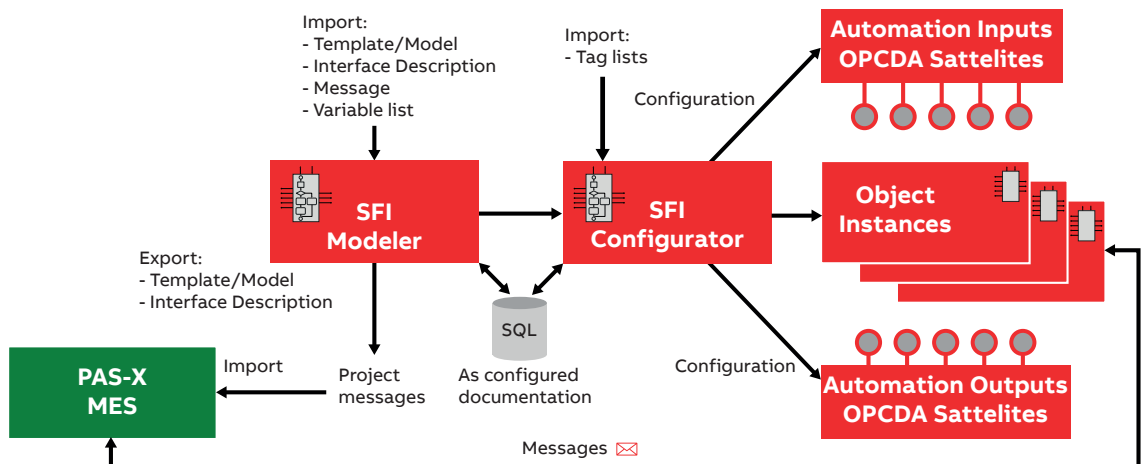 Import:
- Template/Model
- Interface Description
- Message
- Variable list
Import:
- Tag lists
Configuration
Automation Inputs
OPCDA Sattelites
SFI
Modeler
SFI
Configurator
Object
Instances
Export:
- Template/Model
- Interface Description
SQL
As configured
documentation
Configuration
Automation Outputs
OPCDA Sattelites
PAS-X
MES
Import
Project
messages
Messages